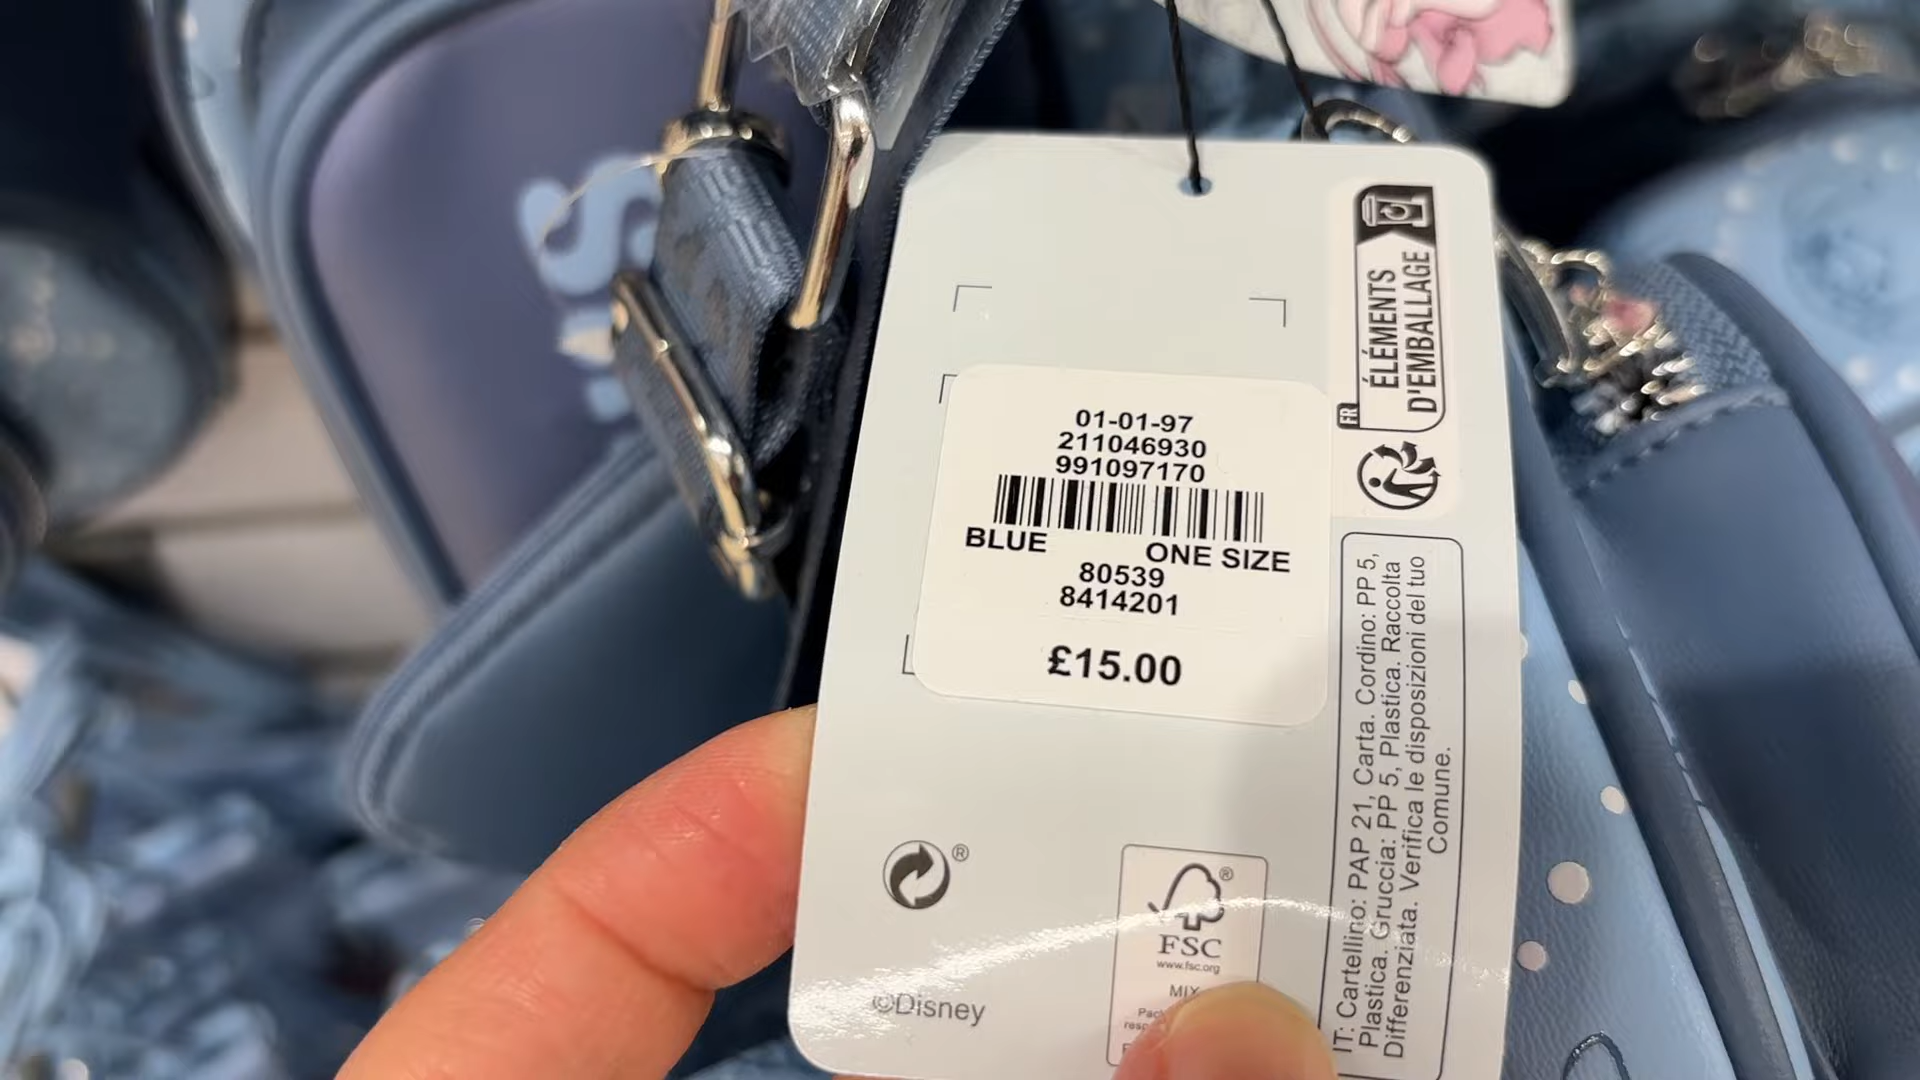 01-01-97
211046930
991097170
BLUE ONE SIZE
80539
8414201
£15.00
ÉLÉMENTS
D'EMBALLAGE
FR
IT: Cartellino: PAP 21, Carta. Cordino: PP 5,
Plastica. Gruccia: PP 5, Plastica. Raccolta
Differenziata. Verifica le disposizioni del tuo
Comune.
®
®
FSC
www.fsc.org
MIX
©Disney